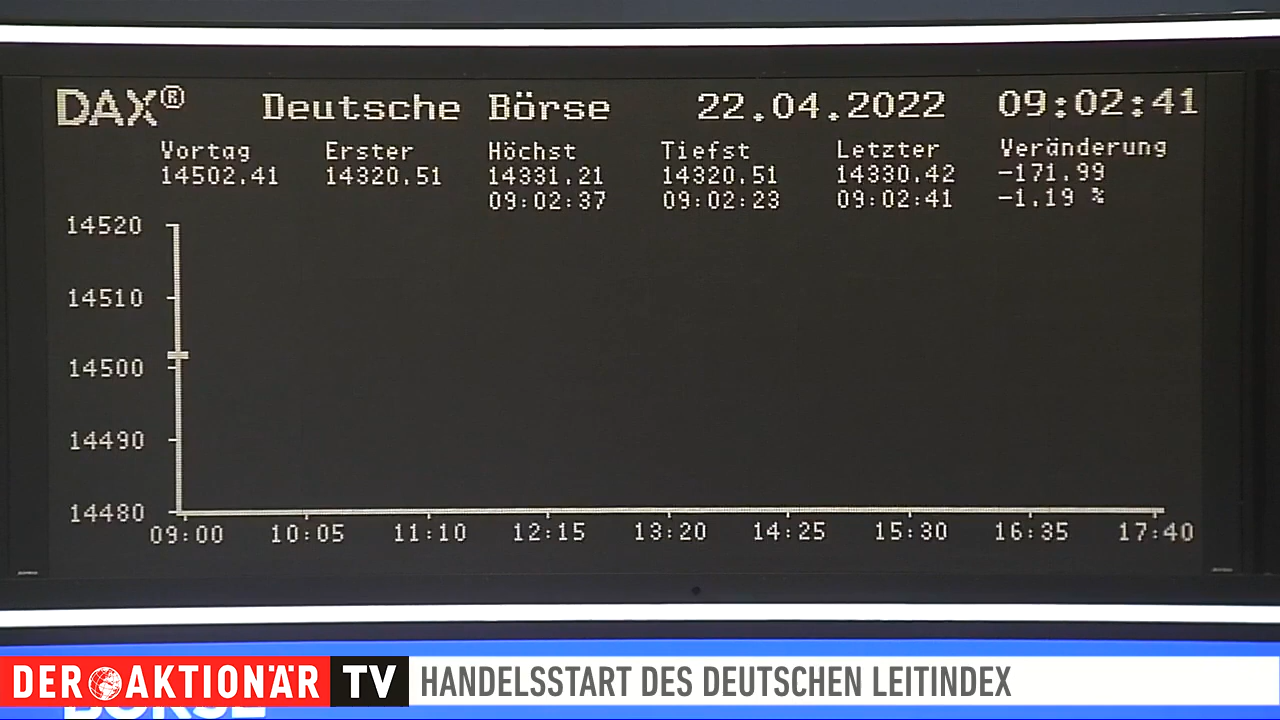 DAX® Deutsche Börse 22.04.2022 09:02:41
Vortag Erster Höchst Tiefst Letzter Veränderung
14502.41 14320.51 14331.21 14320.51 14330.42 -171.99
09:02:37 09:02:23 09:02:41 -1.19 %
14520
14510
14500
14490
14480
09:00 10:05 11:10 12:15 13:20 14:25 15:30 16:35 17:40
DER AKTIONÄR TV HANDELSSTART DES DEUTSCHEN LEITINDEX
BÖRSE